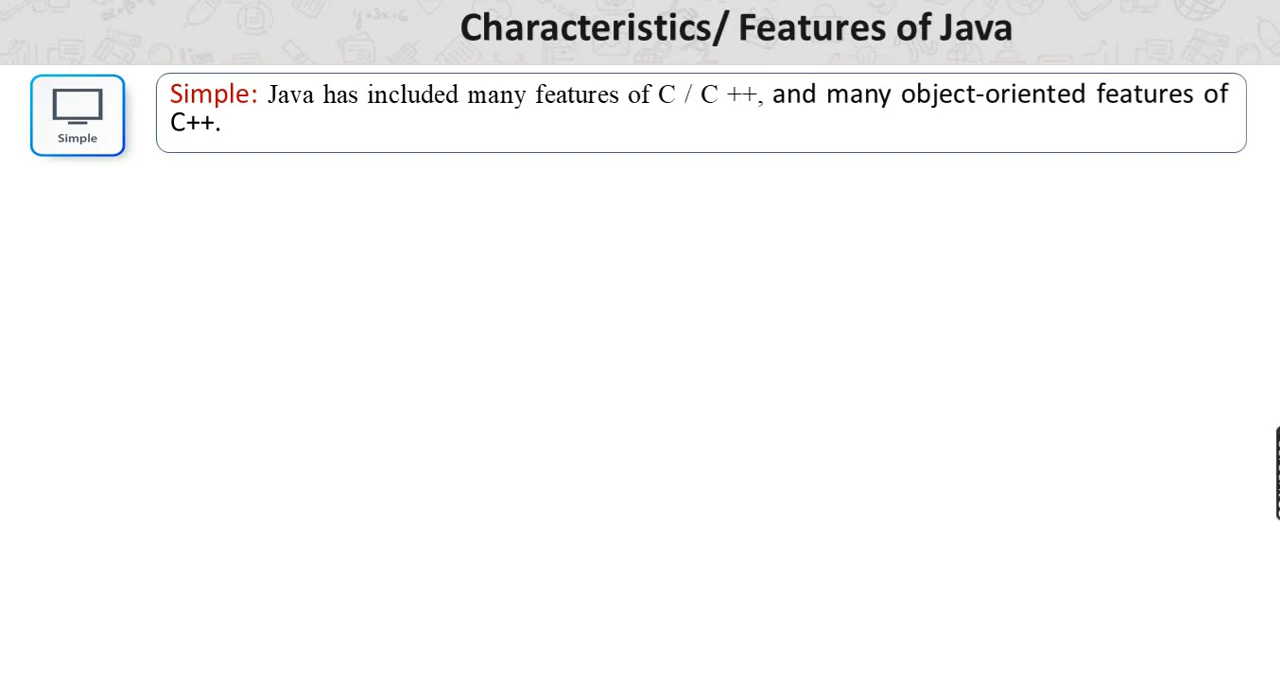 Characteristics/ Features of Java
Simple: Java has included many features of C / C ++, and many object-oriented features of
C++.
Simple